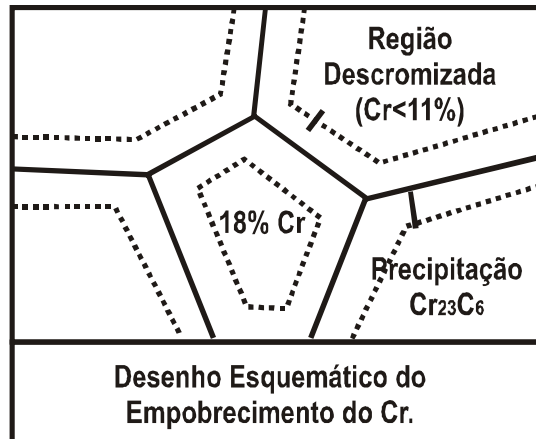 Região
Descromizada
(Cr<11%)
18% Cr
Precipitação
Cr₂₃C₆
Desenho Esquemático do
Empobrecimento do Cr.